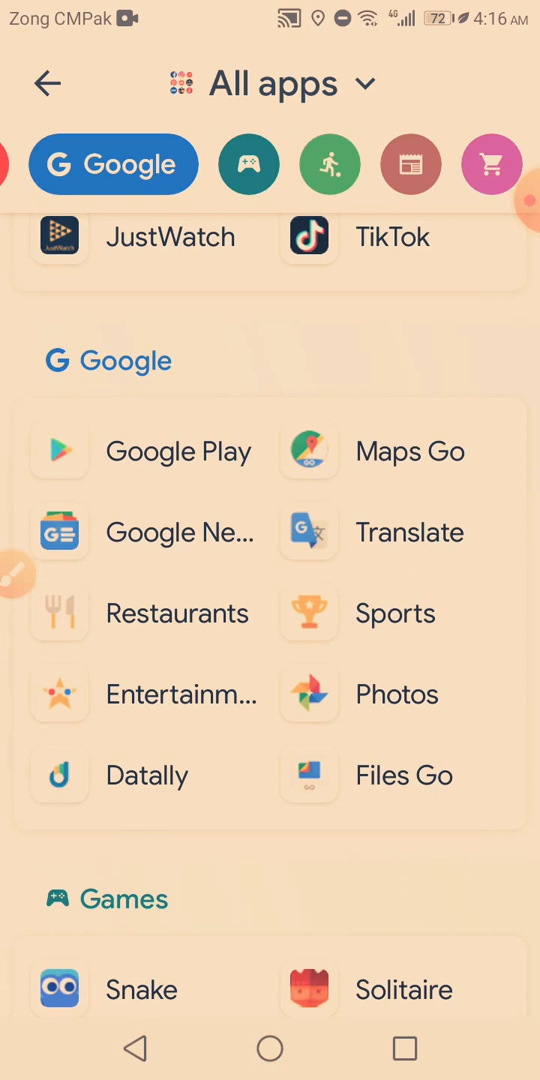 Zong CMPak 4G 72 4:16 AM
All apps
Google
JustWatch TikTok
Google
Google Play Maps Go
Google Ne... Translate
Restaurants Sports
Entertainm... Photos
Datally Files Go
Games
Snake Solitaire